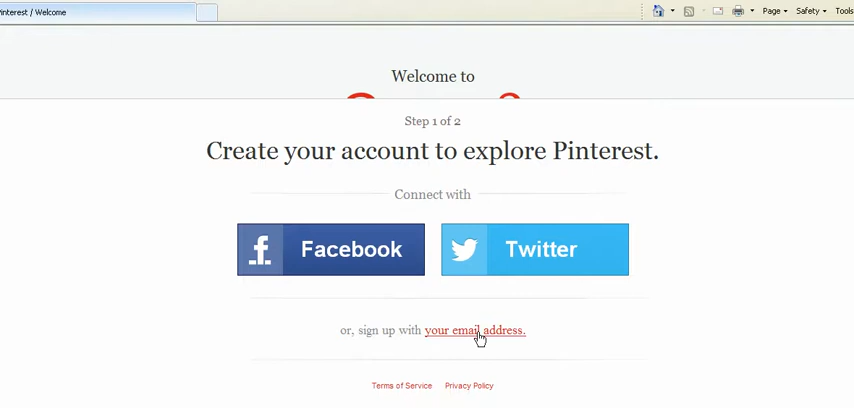 Pinterest / Welcome
Page
Safety
Tools
Welcome to
Step 1 of 2
Create your account to explore Pinterest.
Connect with
Facebook
Twitter
or, sign up with your email address.
Terms of Service
Privacy Policy